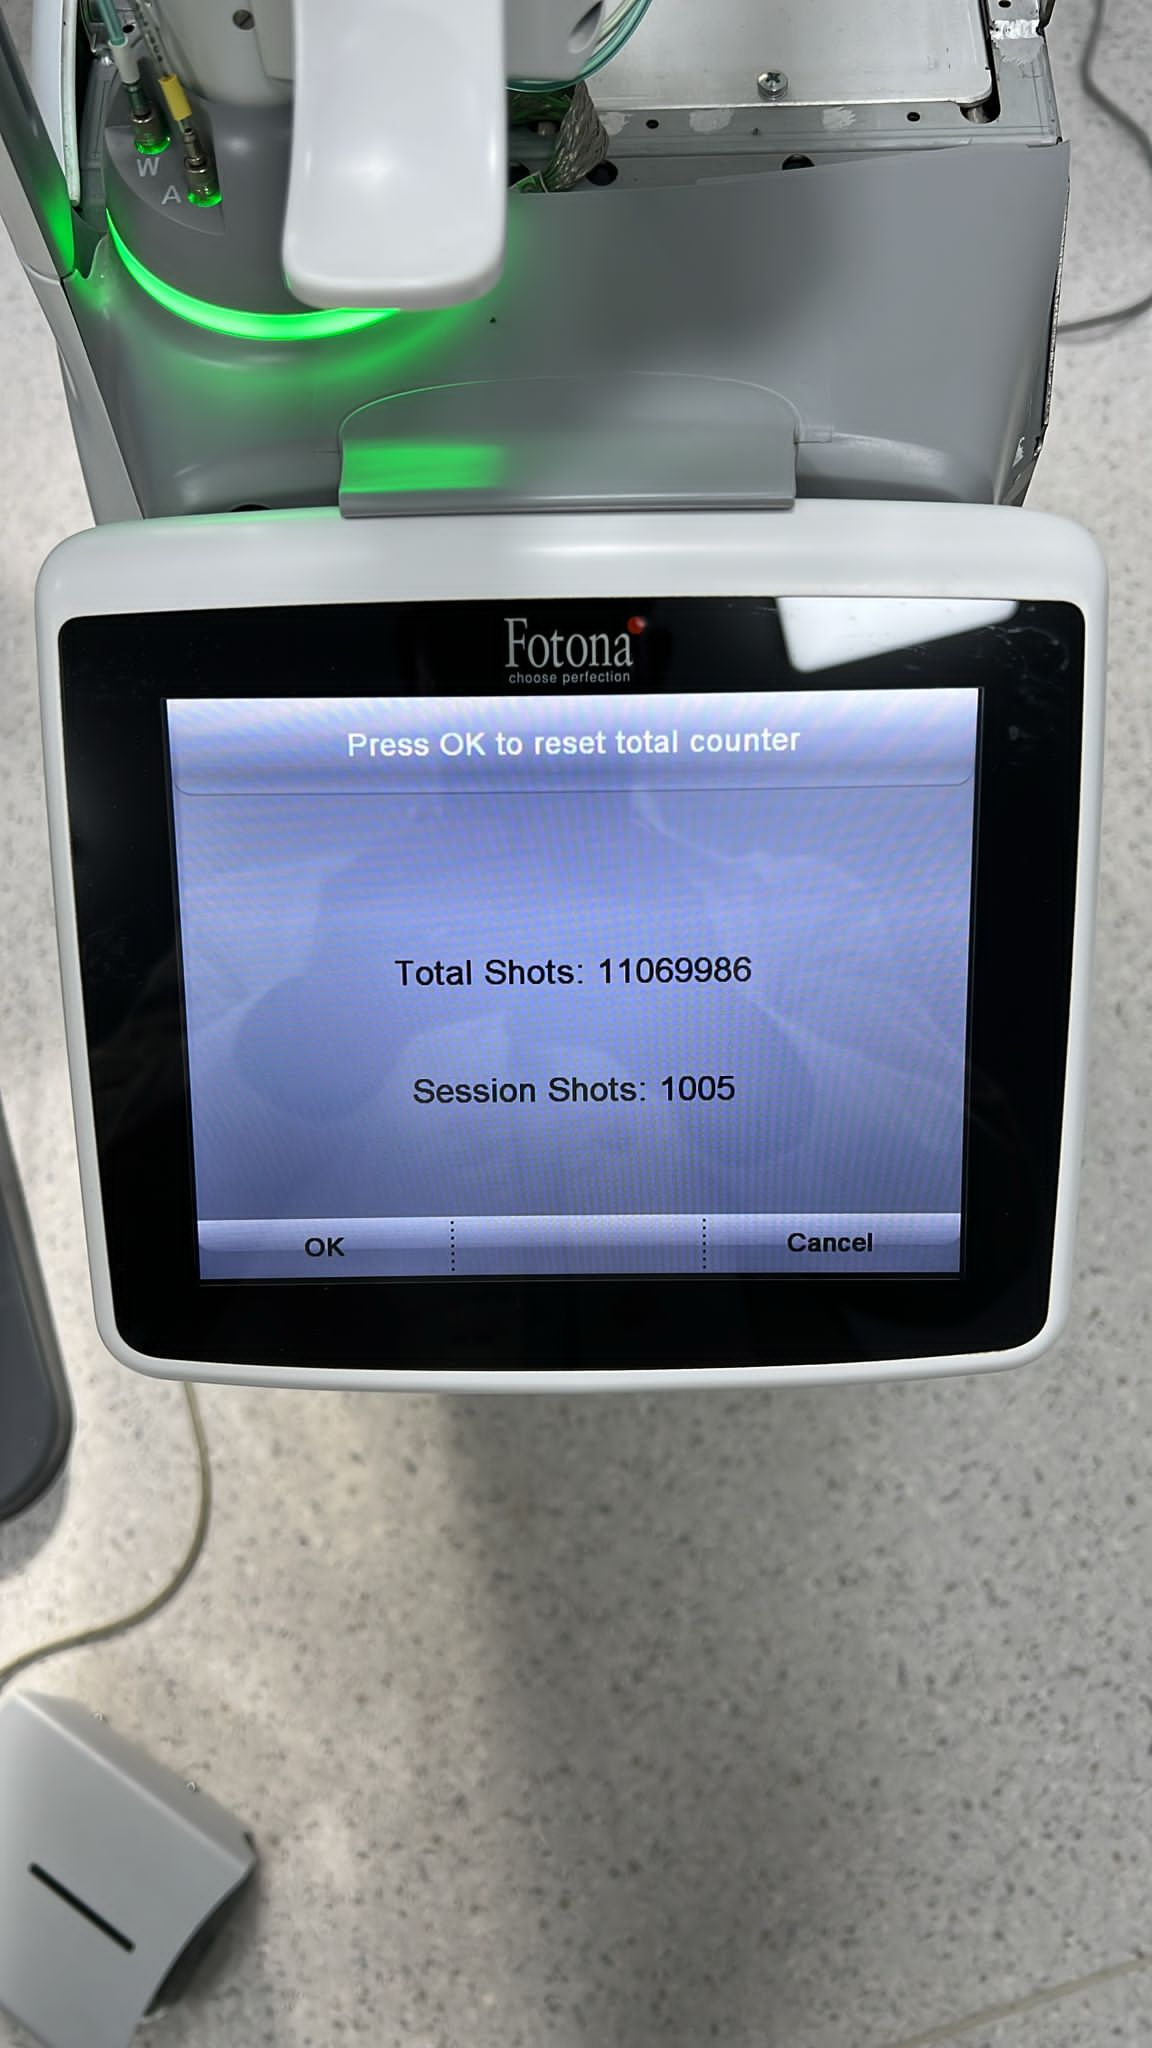 W
A
Fotona
choose perfection
Press OK to reset total counter
Total Shots: 11069986
Session Shots: 1005
OK
Cancel